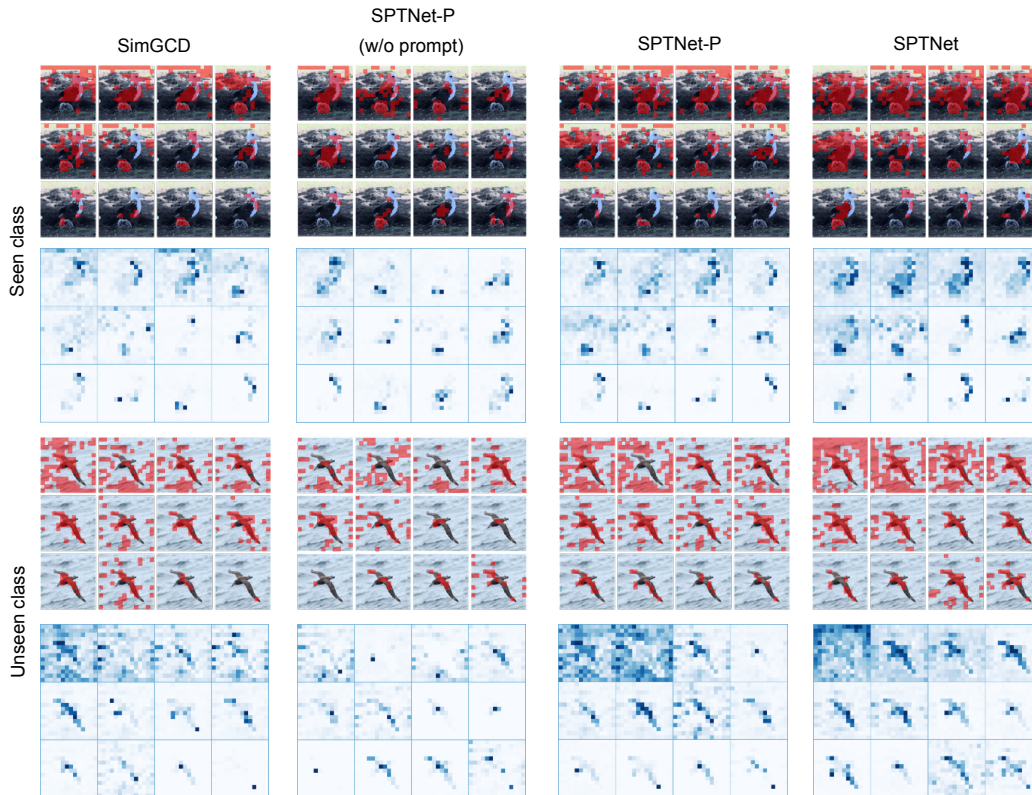 SimGCD
SPTNet-P
(w/o prompt)
SPTNet-P
SPTNet
Seen class
Unseen class